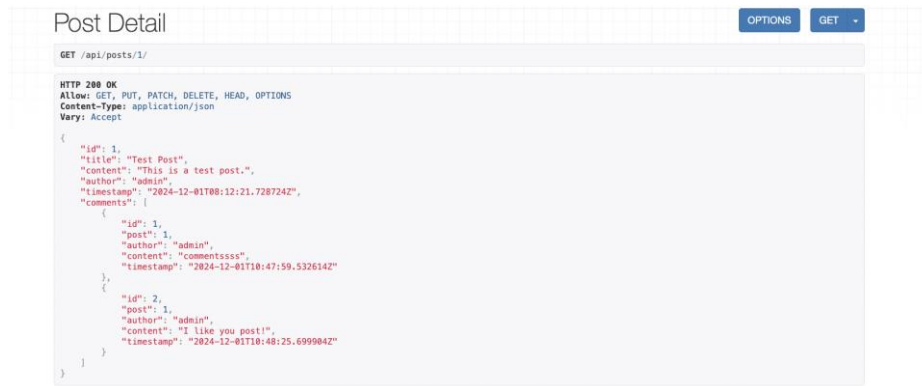 Post Detail
OPTIONS
GET
GET /api/posts/1/
HTTP 200 OK
Allow: GET, PUT, PATCH, DELETE, HEAD, OPTIONS
Content-Type: application/json
Vary: Accept
{
"id": 1,
"title": "Test Post",
"content": "This is a test post.",
"author": "admin",
"timestamp": "2024-12-01T08:12:21.728724Z",
"comments": [
{
"id": 1,
"post": 1,
"author": "admin",
"content": "commentssss",
"timestamp": "2024-12-01T10:47:59.532614Z"
},
{
"id": 2,
"post": 1,
"author": "admin",
"content": "I like you post!",
"timestamp": "2024-12-01T10:48:25.699904Z"
}
]
}